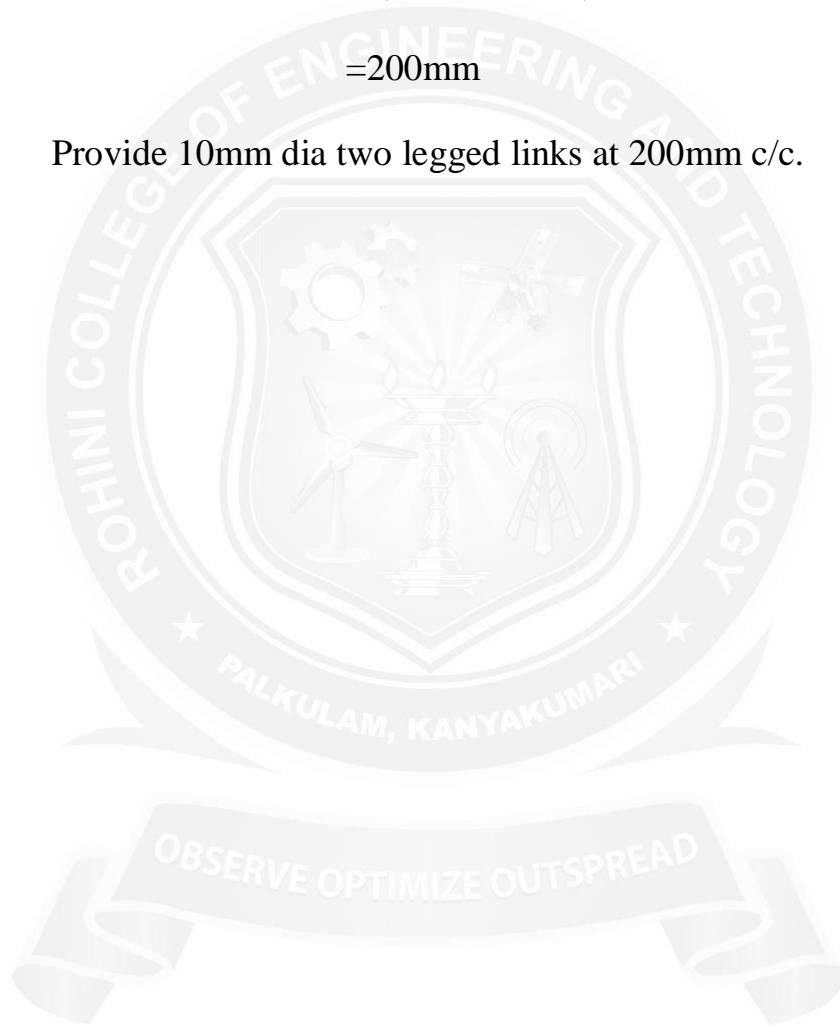 =200mm
Provide 10mm dia two legged links at 200mm c/c.
ROHINI COLLEGE OF ENGINEERING AND TECHNOLOGY
PALKULAM, KANYAKUMARI
OBSERVE OPTIMIZE OUTSPREAD